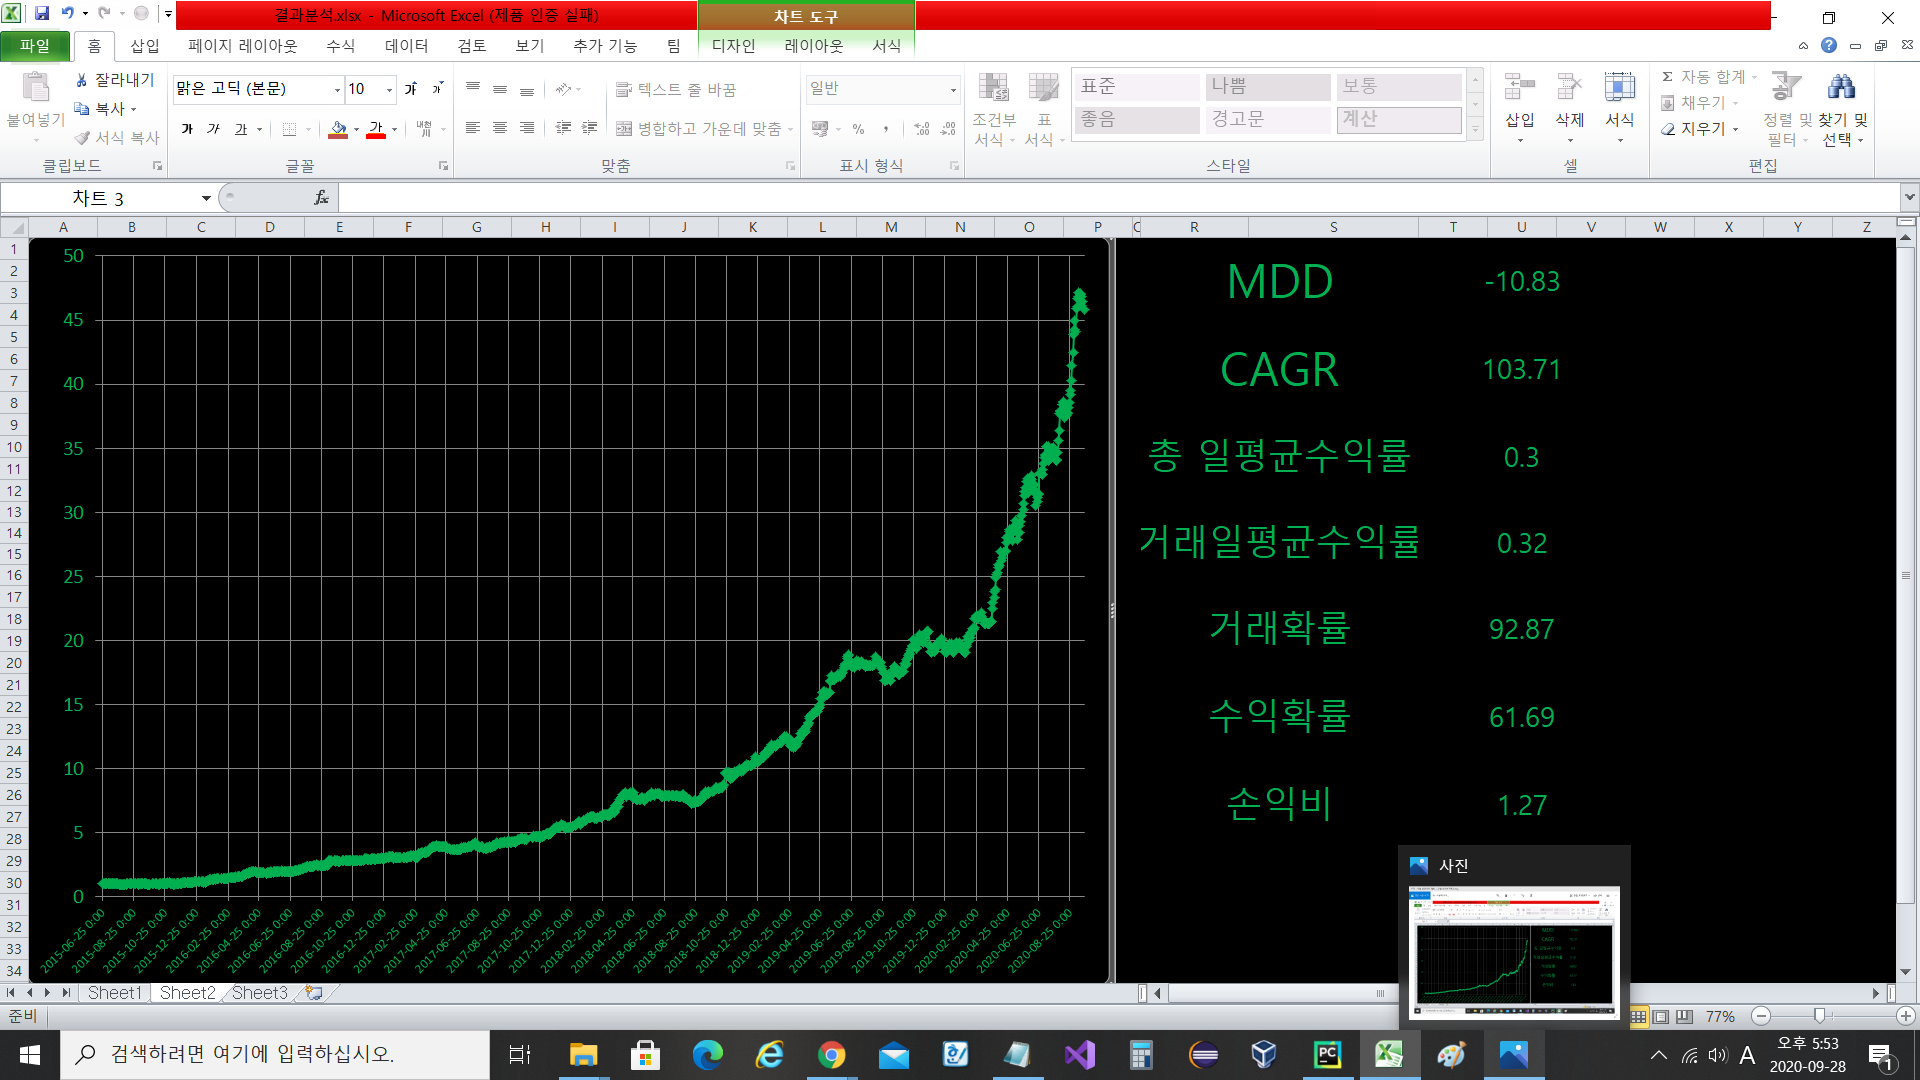 결과분석.xlsx - Microsoft Excel (제품 인증 실패)
차트 도구
파일 홈 삽입 페이지 레이아웃 수식 데이터 검토 보기 추가 기능 팀 디자인 레이아웃 서식
붙여넣기
잘라내기
복사
서식 복사
클립보드
맑은 고딕 (본문) 10
가 가 가 가 내천
글꼴
텍스트 줄 바꿈
병합하고 가운데 맞춤
맞춤
일반
%
표시 형식
조건부 서식
표 서식
표준 나쁨 보통
좋음 경고문 계산
스타일
삽입 삭제 서식
셀
Σ 자동 합계
채우기
지우기
정렬 및 필터
찾기 및 선택
편집
차트 3
fx
A B C D E F G H I J K L M N O P C R S T U V W X Y Z
1
2
3
4
5
6
7
8
9
10
11
12
13
14
15
16
17
18
19
20
21
22
23
24
25
26
27
28
29
30
31
32
33
34
50
45
40
35
30
25
20
15
10
5
0
2015-06-25 0:00
2015-08-25 0:00
2015-10-25 0:00
2015-12-25 0:00
2016-02-25 0:00
2016-04-25 0:00
2016-06-25 0:00
2016-08-25 0:00
2016-10-25 0:00
2016-12-25 0:00
2017-02-25 0:00
2017-04-25 0:00
2017-06-25 0:00
2017-08-25 0:00
2017-10-25 0:00
2017-12-25 0:00
2018-02-25 0:00
2018-04-25 0:00
2018-06-25 0:00
2018-08-25 0:00
2018-10-25 0:00
2018-12-25 0:00
2019-02-25 0:00
2019-04-25 0:00
2019-06-25 0:00
2019-08-25 0:00
2019-10-25 0:00
2019-12-25 0:00
2020-02-25 0:00
2020-04-25 0:00
2020-06-25 0:00
2020-08-25 0:00
MDD -10.83
CAGR 103.71
총 일평균수익률 0.3
거래일평균수익률 0.32
거래확률 92.87
수익확률 61.69
손익비 1.27
사진
Sheet1 Sheet2 Sheet3
준비
77%
검색하려면 여기에 입력하십시오.
PC
A
오후 5:53
2020-09-28
1